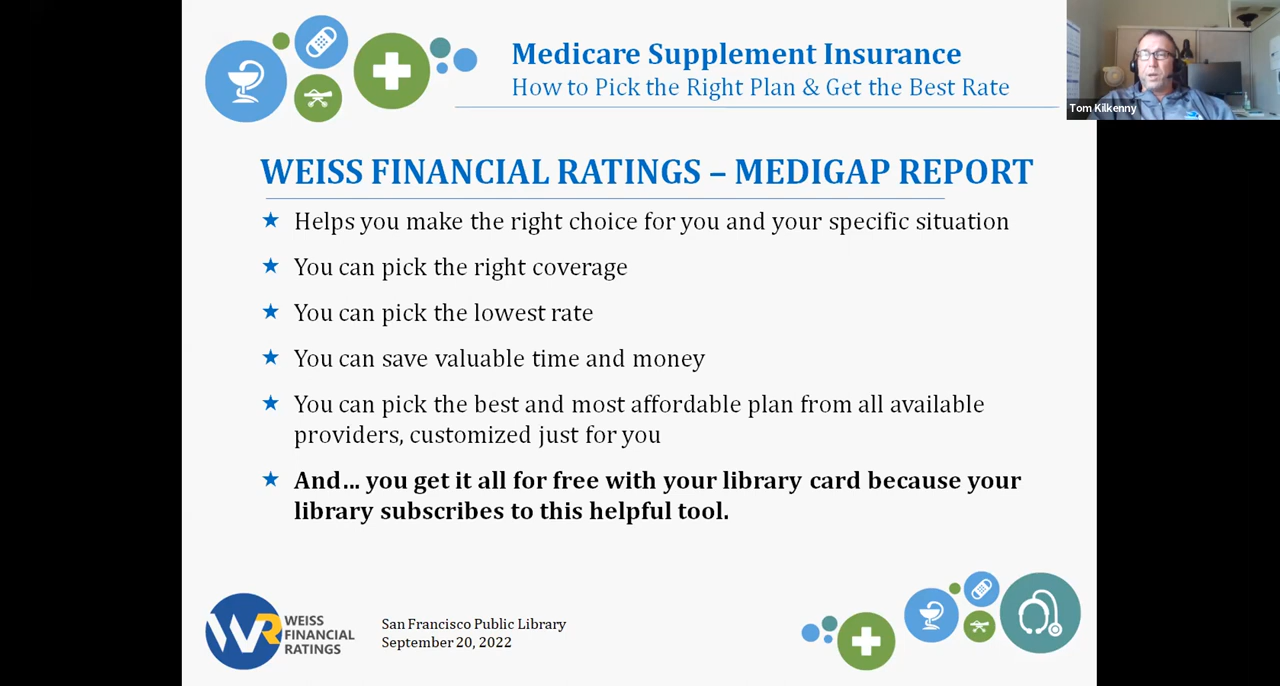 Medicare Supplement Insurance
How to Pick the Right Plan & Get the Best Rate
Tom Kilkenny
WEISS FINANCIAL RATINGS – MEDIGAP REPORT
★ Helps you make the right choice for you and your specific situation
★ You can pick the right coverage
★ You can pick the lowest rate
★ You can save valuable time and money
★ You can pick the best and most affordable plan from all available
providers, customized just for you
★ And… you get it all for free with your library card because your
library subscribes to this helpful tool.
WR
WEISS
FINANCIAL
RATINGS
San Francisco Public Library
September 20, 2022